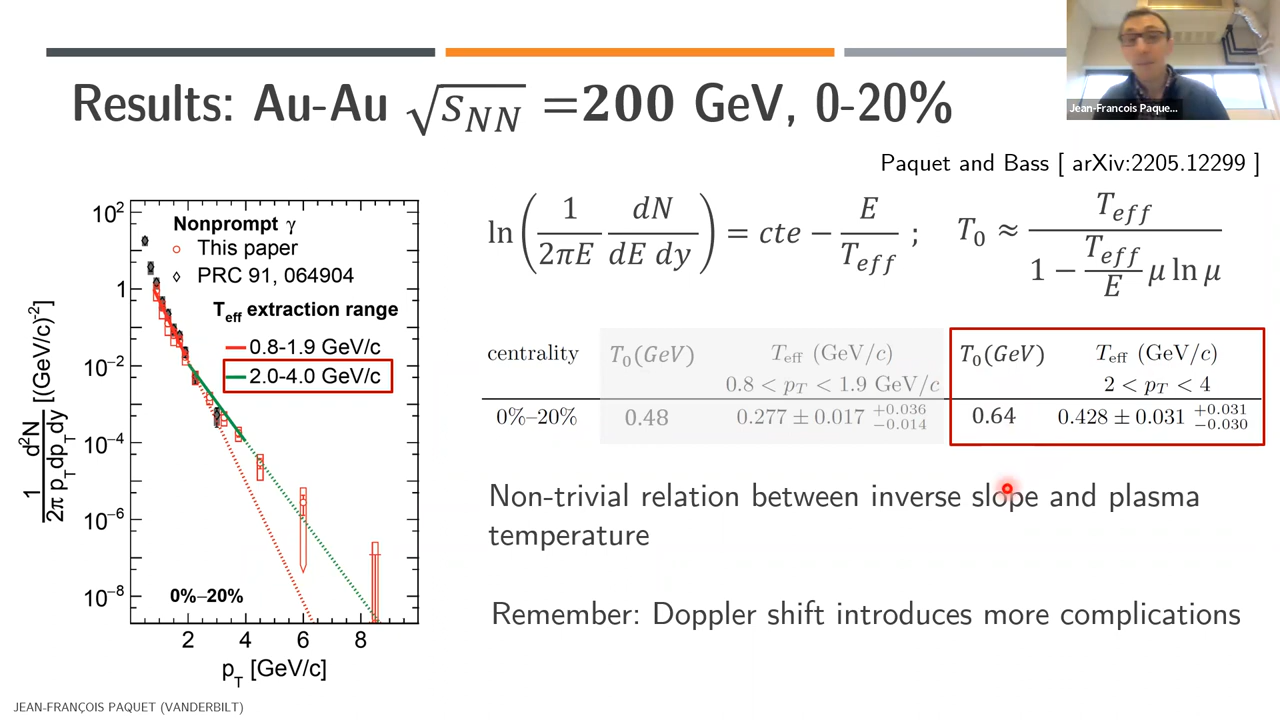 Jean-Francois Paque...
Results: Au-Au √s_NN =200 GeV, 0-20%
Paquet and Bass [ arXiv:2205.12299 ]
ln(1/(2πE) dN/(dE dy)) = cte − E/T_eff ; T_0 ≈ T_eff/(1 − (T_eff/E) μ ln μ)
Nonprompt γ
This paper
PRC 91, 064904
T_eff extraction range
0.8-1.9 GeV/c
2.0-4.0 GeV/c
10^2
1
10^−2
10^−4
10^−6
10^−8
0%–20%
2 4 6 8
p_T [GeV/c]
1/(2π p_T) d^2N/(dp_T dy) [(GeV/c)^-2]
centrality T_0(GeV) T_eff (GeV/c) T_0(GeV) T_eff (GeV/c)
0.8 < p_T < 1.9 GeV/c 2 < p_T < 4
0%–20% 0.48 0.277 ± 0.017 +0.036 −0.014 0.64 0.428 ± 0.031 +0.031 −0.030
Non-trivial relation between inverse slope and plasma
temperature
Remember: Doppler shift introduces more complications
JEAN-FRANÇOIS PAQUET (VANDERBILT)